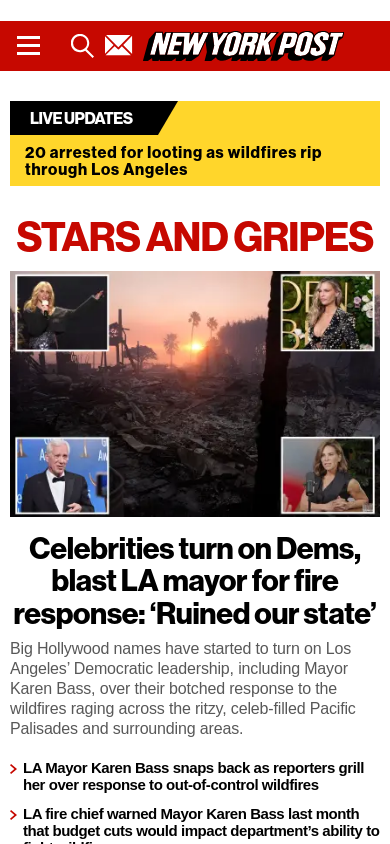 NEW YORK POST
LIVE UPDATES
20 arrested for looting as wildfires rip
through Los Angeles
STARS AND GRIPES
Celebrities turn on Dems,
blast LA mayor for fire
response: ‘Ruined our state’
Big Hollywood names have started to turn on Los
Angeles’ Democratic leadership, including Mayor
Karen Bass, over their botched response to the
wildfires raging across the ritzy, celeb-filled Pacific
Palisades and surrounding areas.
LA Mayor Karen Bass snaps back as reporters grill
her over response to out-of-control wildfires
LA fire chief warned Mayor Karen Bass last month
that budget cuts would impact department’s ability to